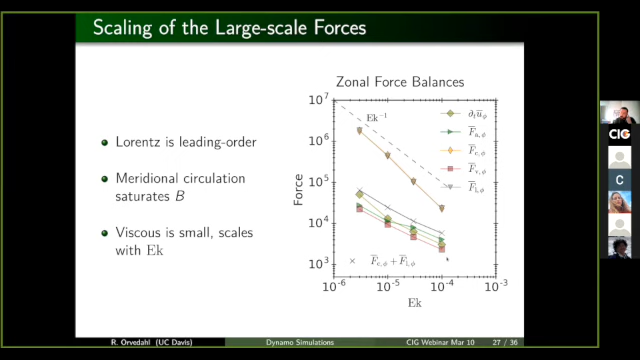 Scaling of the Large-scale Forces
Zonal Force Balances
Lorentz is leading-order
Meridional circulation
saturates B
Viscous is small, scales
with Ek
Force
10^7
10^6
10^5
10^4
10^3
Ek^{-1}
∂_t u̅_ϕ
F̅_{c,ϕ}
F̅_{v,ϕ}
F̅_{c,ϕ} + F̅_{l,ϕ}
10^{-6}
10^{-5}
10^{-4}
10^{-3}
Ek
R. Orvedahl (UC Davis)
Dynamo Simulations
CIG Webinar Mar 10
27 / 36
CIG
C